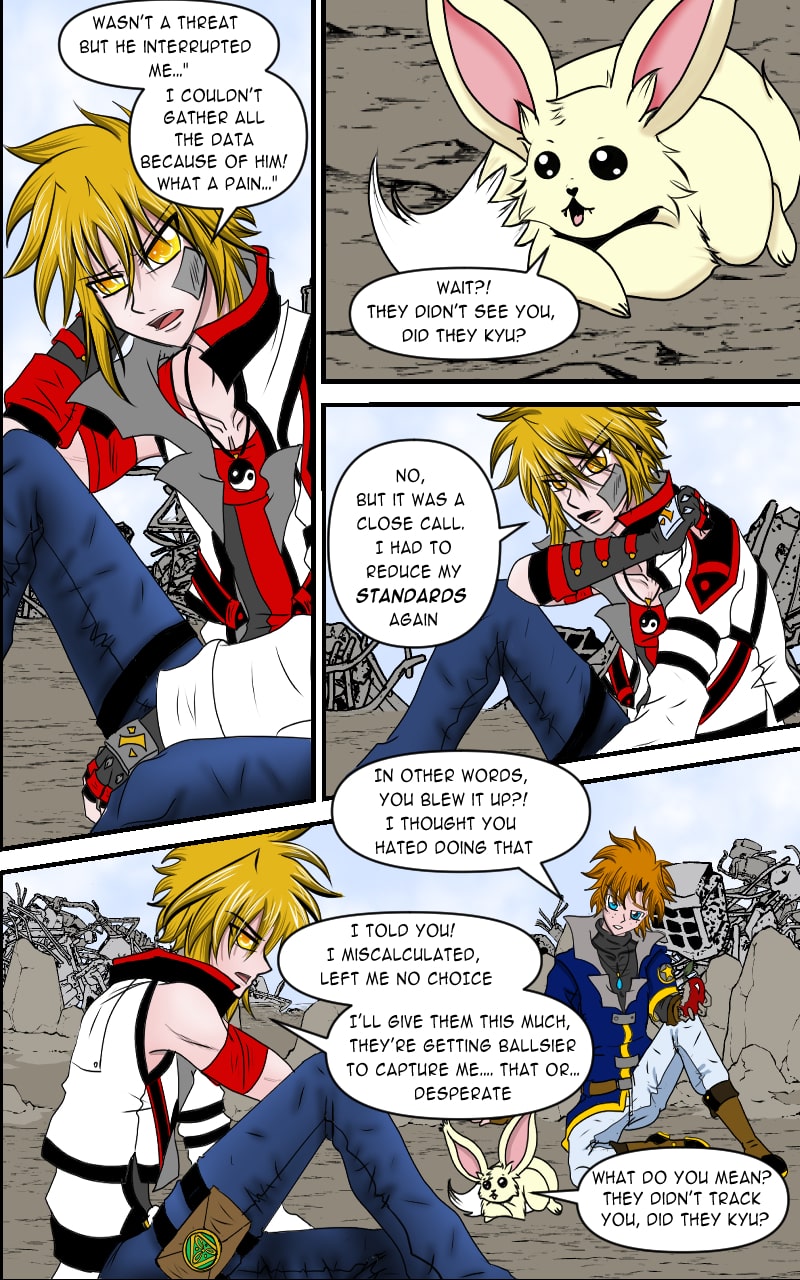 WASN'T A THREAT
BUT HE INTERRUPTED
ME..."
I COULDN'T
GATHER ALL
THE DATA
BECAUSE OF HIM!
WHAT A PAIN..."
WAIT?!
THEY DIDN'T SEE YOU,
DID THEY KYU?
NO,
BUT IT WAS A
CLOSE CALL.
I HAD TO
REDUCE MY
STANDARDS
AGAIN
IN OTHER WORDS,
YOU BLEW IT UP?!
I THOUGHT YOU
HATED DOING THAT
I TOLD YOU!
I MISCALCULATED,
LEFT ME NO CHOICE
I'LL GIVE THEM THIS MUCH,
THEY'RE GETTING BALLSIER
TO CAPTURE ME.... THAT OR...
DESPERATE
WHAT DO YOU MEAN?
THEY DIDN'T TRACK
YOU, DID THEY KYU?